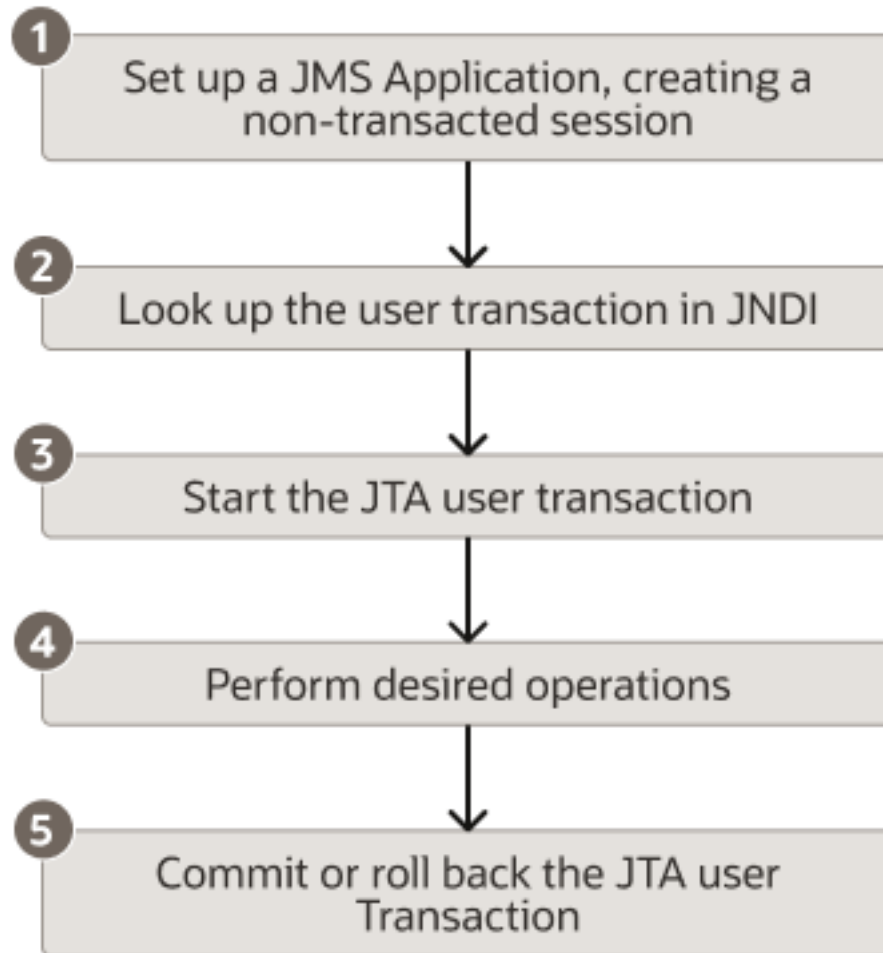 1
Set up a JMS Application, creating a
non-transacted session
2
Look up the user transaction in JNDI
3
Start the JTA user transaction
4
Perform desired operations
5
Commit or roll back the JTA user
Transaction